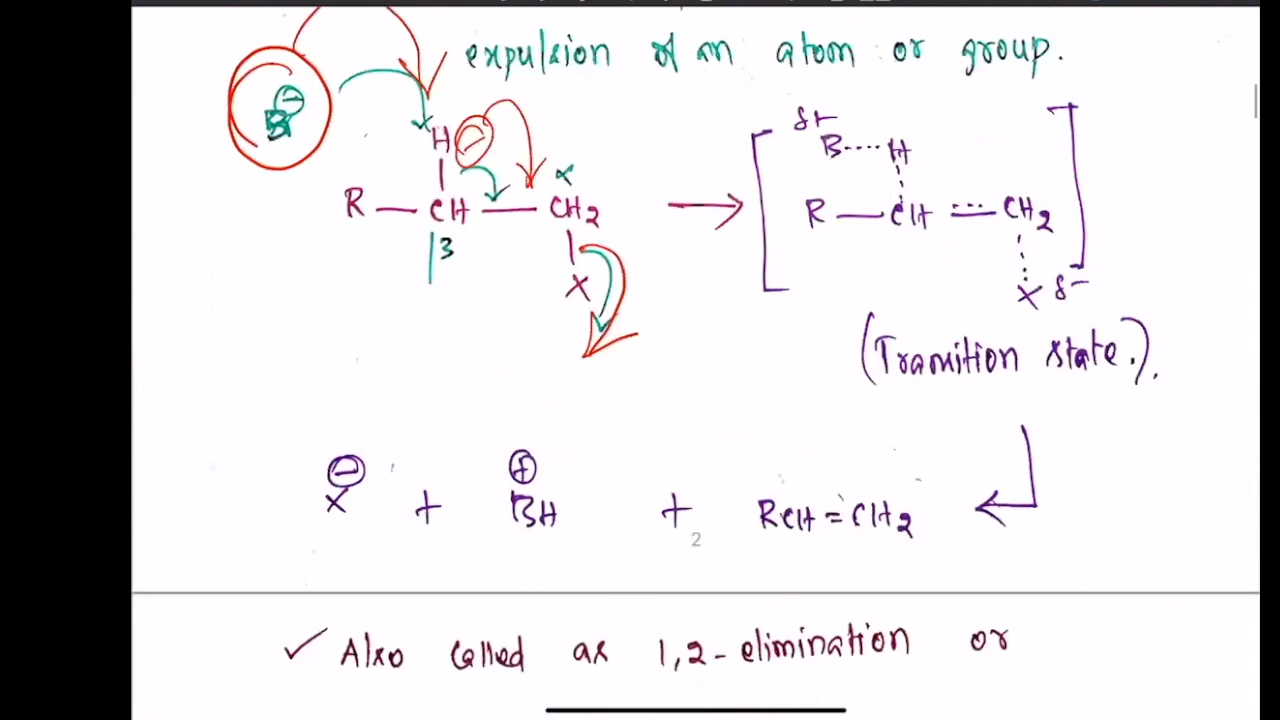 expulsion of an atom or group.
B⊖
H ⊖
α
R — CH — CH2
β
X
δ+
B....H
R — CH == CH2
X δ-
(Transition state.).
X⊖ + BH⊕ + RCH=CH2
2
✓ Also called as 1,2-elimination or